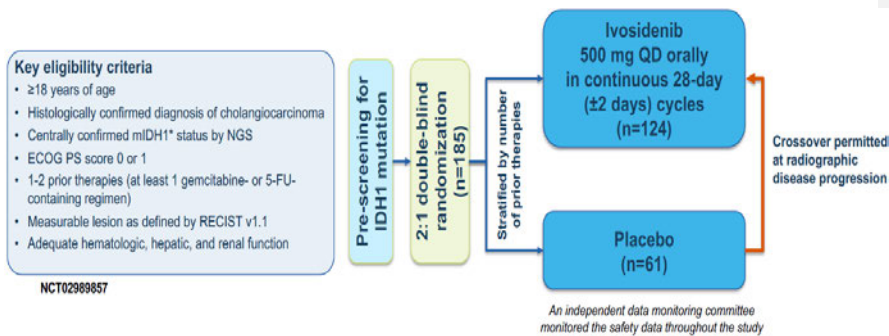 Key eligibility criteria
• ≥18 years of age
• Histologically confirmed diagnosis of cholangiocarcinoma
• Centrally confirmed mIDH1* status by NGS
• ECOG PS score 0 or 1
• 1-2 prior therapies (at least 1 gemcitabine- or 5-FU-
containing regimen)
• Measurable lesion as defined by RECIST v1.1
• Adequate hematologic, hepatic, and renal function
NCT02989857
Pre-screening for
IDH1 mutation
2:1 double-blind
randomization
(n=185)
Stratified by number
of prior therapies
Ivosidenib
500 mg QD orally
in continuous 28-day
(±2 days) cycles
(n=124)
Placebo
(n=61)
Crossover permitted
at radiographic
disease progression
An independent data monitoring committee
monitored the safety data throughout the study